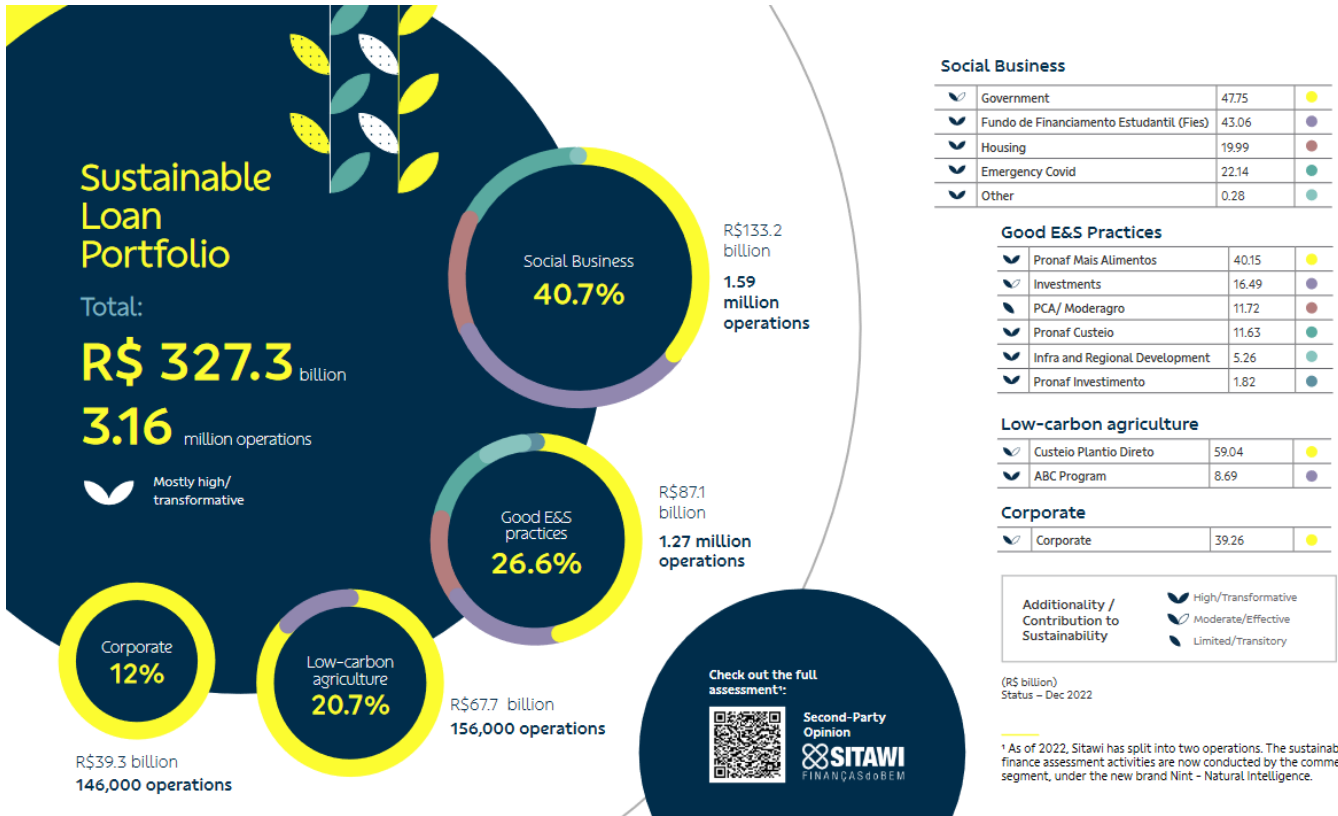 Sustainable
Loan
Portfolio
Total:
R$ 327.3 billion
3.16 million operations
Mostly high/
transformative
Social Business
40.7%
R$133.2
billion
1.59
million
operations
Good E&S
practices
26.6%
R$87.1
billion
1.27 million
operations
Corporate
12%
R$39.3 billion
146,000 operations
Low-carbon
agriculture
20.7%
R$67.7 billion
156,000 operations
Check out the full
assessment¹:
Second-Party
Opinion
SITAWI
FINANÇASdoBEM
Social Business
Government 47.75
Fundo de Financiamento Estudantil (Fies) 43.06
Housing 19.99
Emergency Covid 22.14
Other 0.28
Good E&S Practices
Pronaf Mais Alimentos 40.15
Investments 16.49
PCA/ Moderagro 11.72
Pronaf Custeio 11.63
Infra and Regional Development 5.26
Pronaf Investimento 1.82
Low-carbon agriculture
Custeio Plantio Direto 59.04
ABC Program 8.69
Corporate
Corporate 39.26
Additionality /
Contribution to
Sustainability
High/Transformative
Moderate/Effective
Limited/Transitory
(R$ billion)
Status – Dec 2022
¹ As of 2022, Sitawi has split into two operations. The sustainab
finance assessment activities are now conducted by the comme
segment, under the new brand Nint - Natural Intelligence.